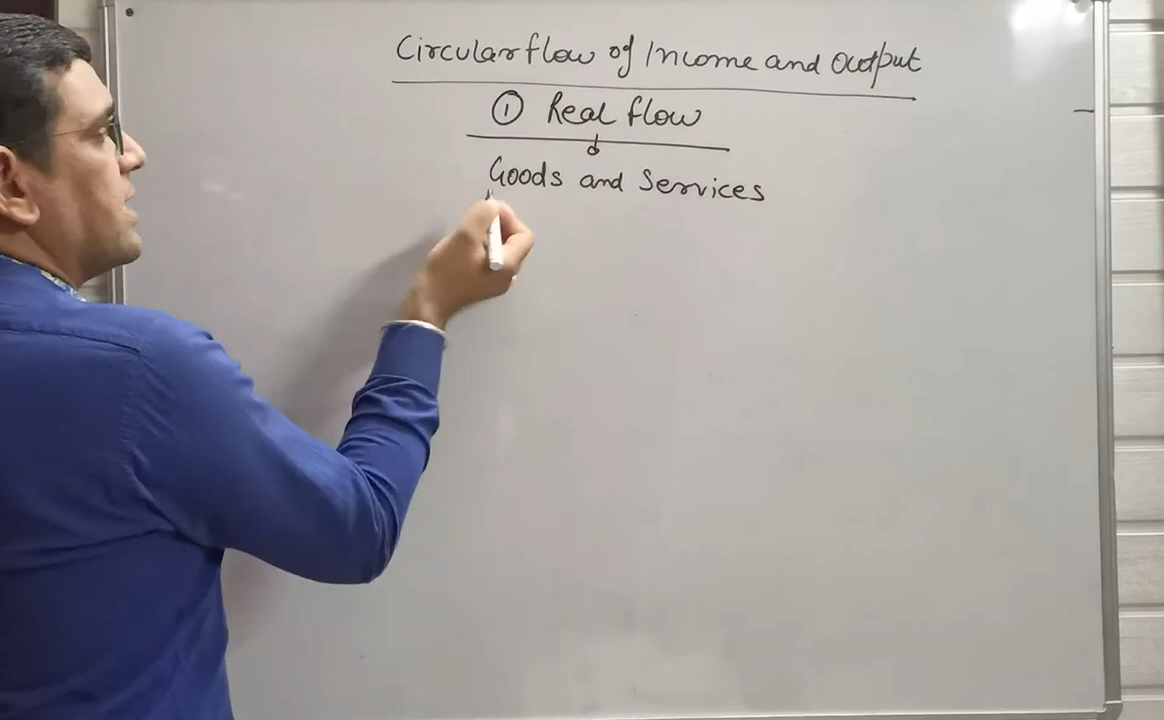 Circular flow of Income and Output
① Real flow
Goods and Services